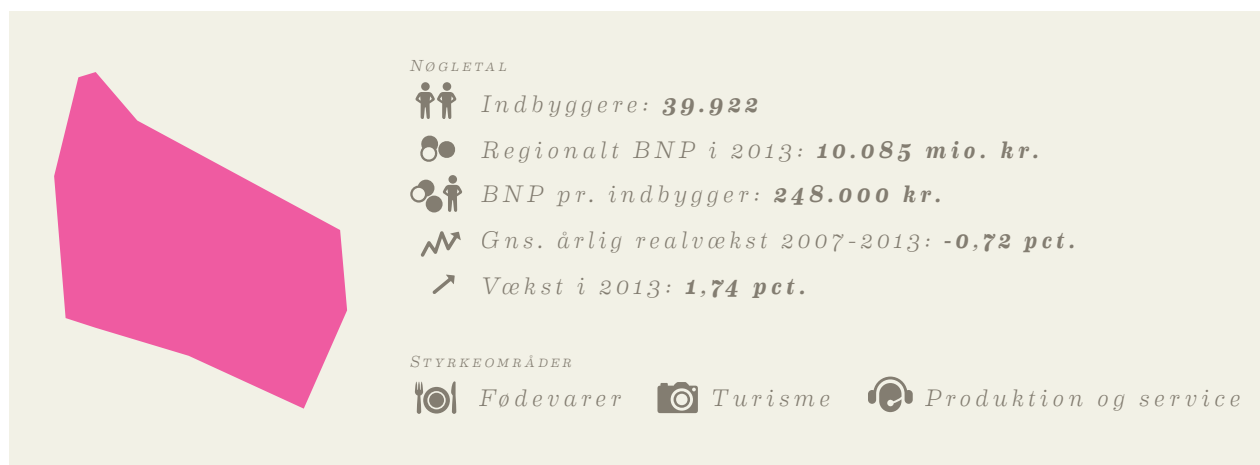 Nøgletal
Indbyggere: 39.922
Regionalt BNP i 2013: 10.085 mio. kr.
BNP pr. indbygger: 248.000 kr.
Gns. årlig realvækst 2007-2013: -0,72 pct.
Vækst i 2013: 1,74 pct.
Styrkeområder
Fødevarer Turisme Produktion og service